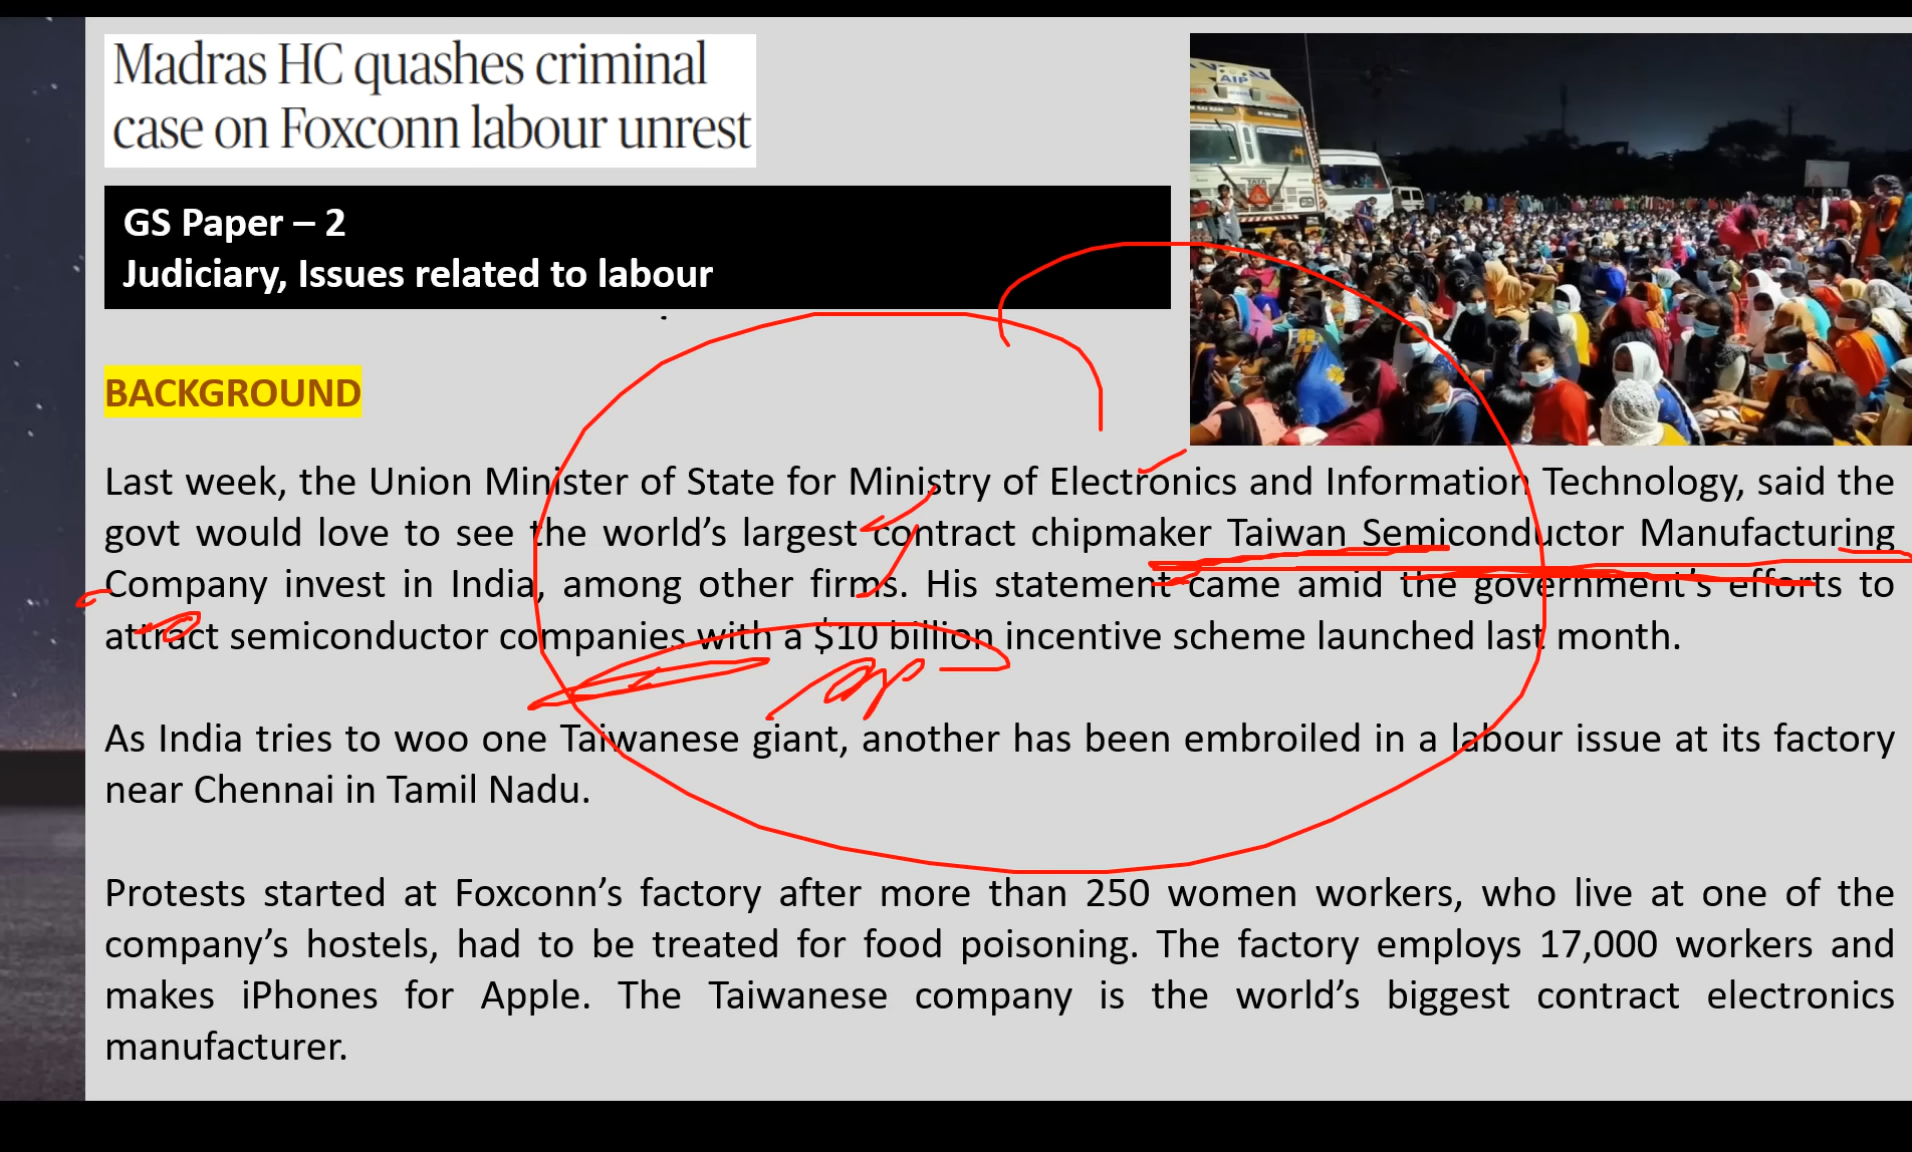 Madras HC quashes criminal
case on Foxconn labour unrest
GS Paper – 2
Judiciary, Issues related to labour
BACKGROUND
Last week, the Union Minister of State for Ministry of Electronics and Information Technology, said the
govt would love to see the world's largest contract chipmaker Taiwan Semiconductor Manufacturing
Company invest in India, among other firms. His statement came amid the government's efforts to
attract semiconductor companies with a $10 billion incentive scheme launched last month.
As India tries to woo one Taiwanese giant, another has been embroiled in a labour issue at its factory
near Chennai in Tamil Nadu.
Protests started at Foxconn's factory after more than 250 women workers, who live at one of the
company's hostels, had to be treated for food poisoning. The factory employs 17,000 workers and
makes iPhones for Apple. The Taiwanese company is the world's biggest contract electronics
manufacturer.
AIP
TATA